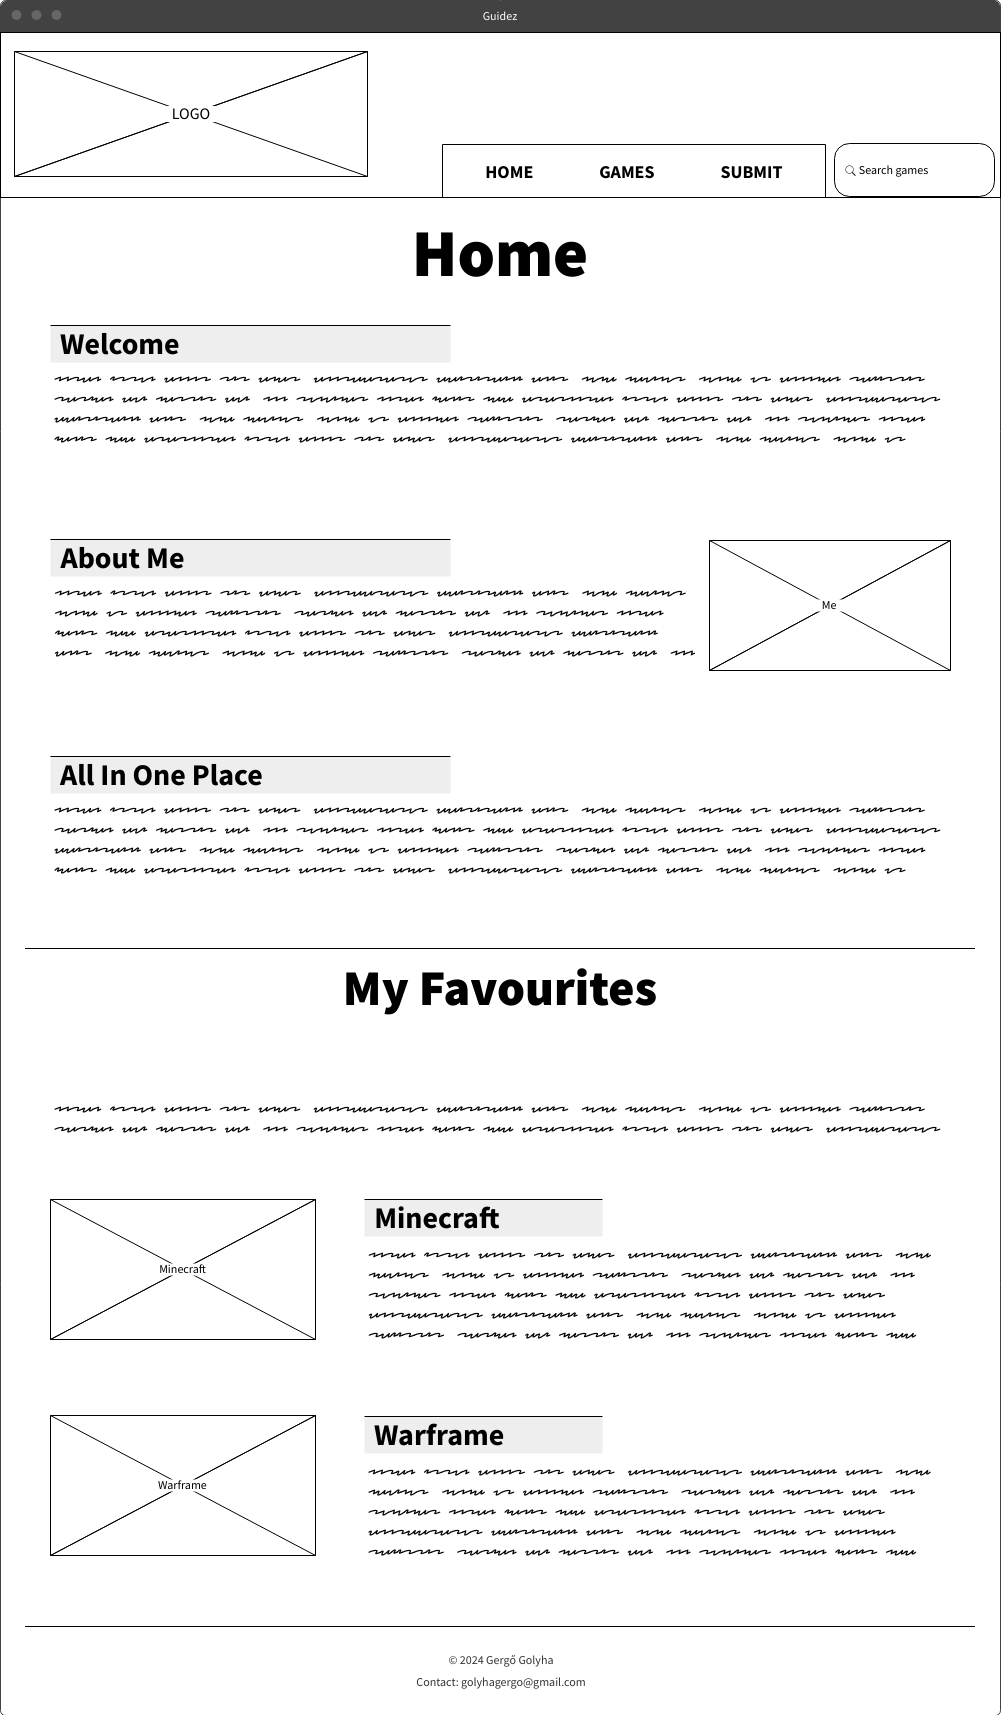 Guidez
LOGO
HOME GAMES SUBMIT
Search games
Home
Welcome
About Me
Me
All In One Place
My Favourites
Minecraft
Minecraft
Warframe
Warframe
© 2024 Gergő Golyha
Contact: golyhagergo@gmail.com